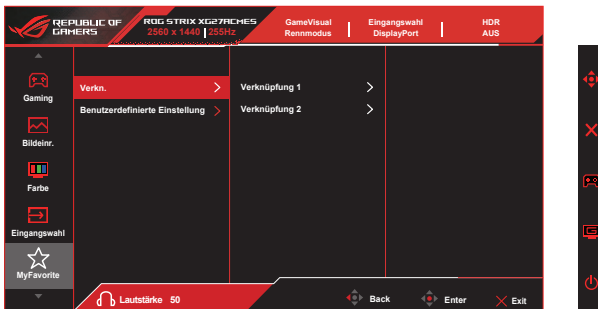 REPUBLIC OF
GAMERS
ROG STRIX XG27ACMES
2560 x 1440 255Hz
GameVisual
Rennmodus
Eingangswahl
DisplayPort
HDR
AUS
Gaming
Bildeinr.
Farbe
Eingangswahl
MyFavorite
Verkn.
Benutzerdefinierte Einstellung
Verknüpfung 1
Verknüpfung 2
Lautstärke 50
Back
Enter
Exit